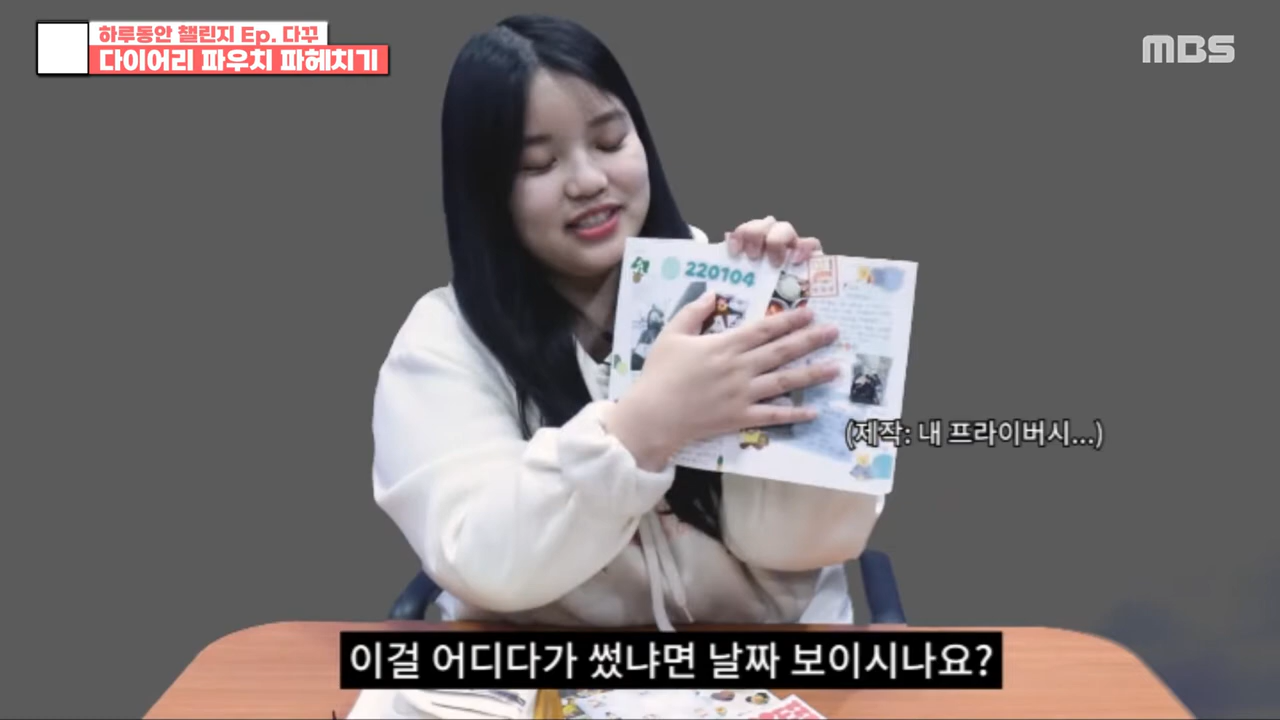 하루동안 챌린지 Ep. 다꾸
다이어리 파우치 파헤치기
MBS
220104
(제작: 내 프라이버시...)
이걸 어디다가 썼냐면 날짜 보이시나요?